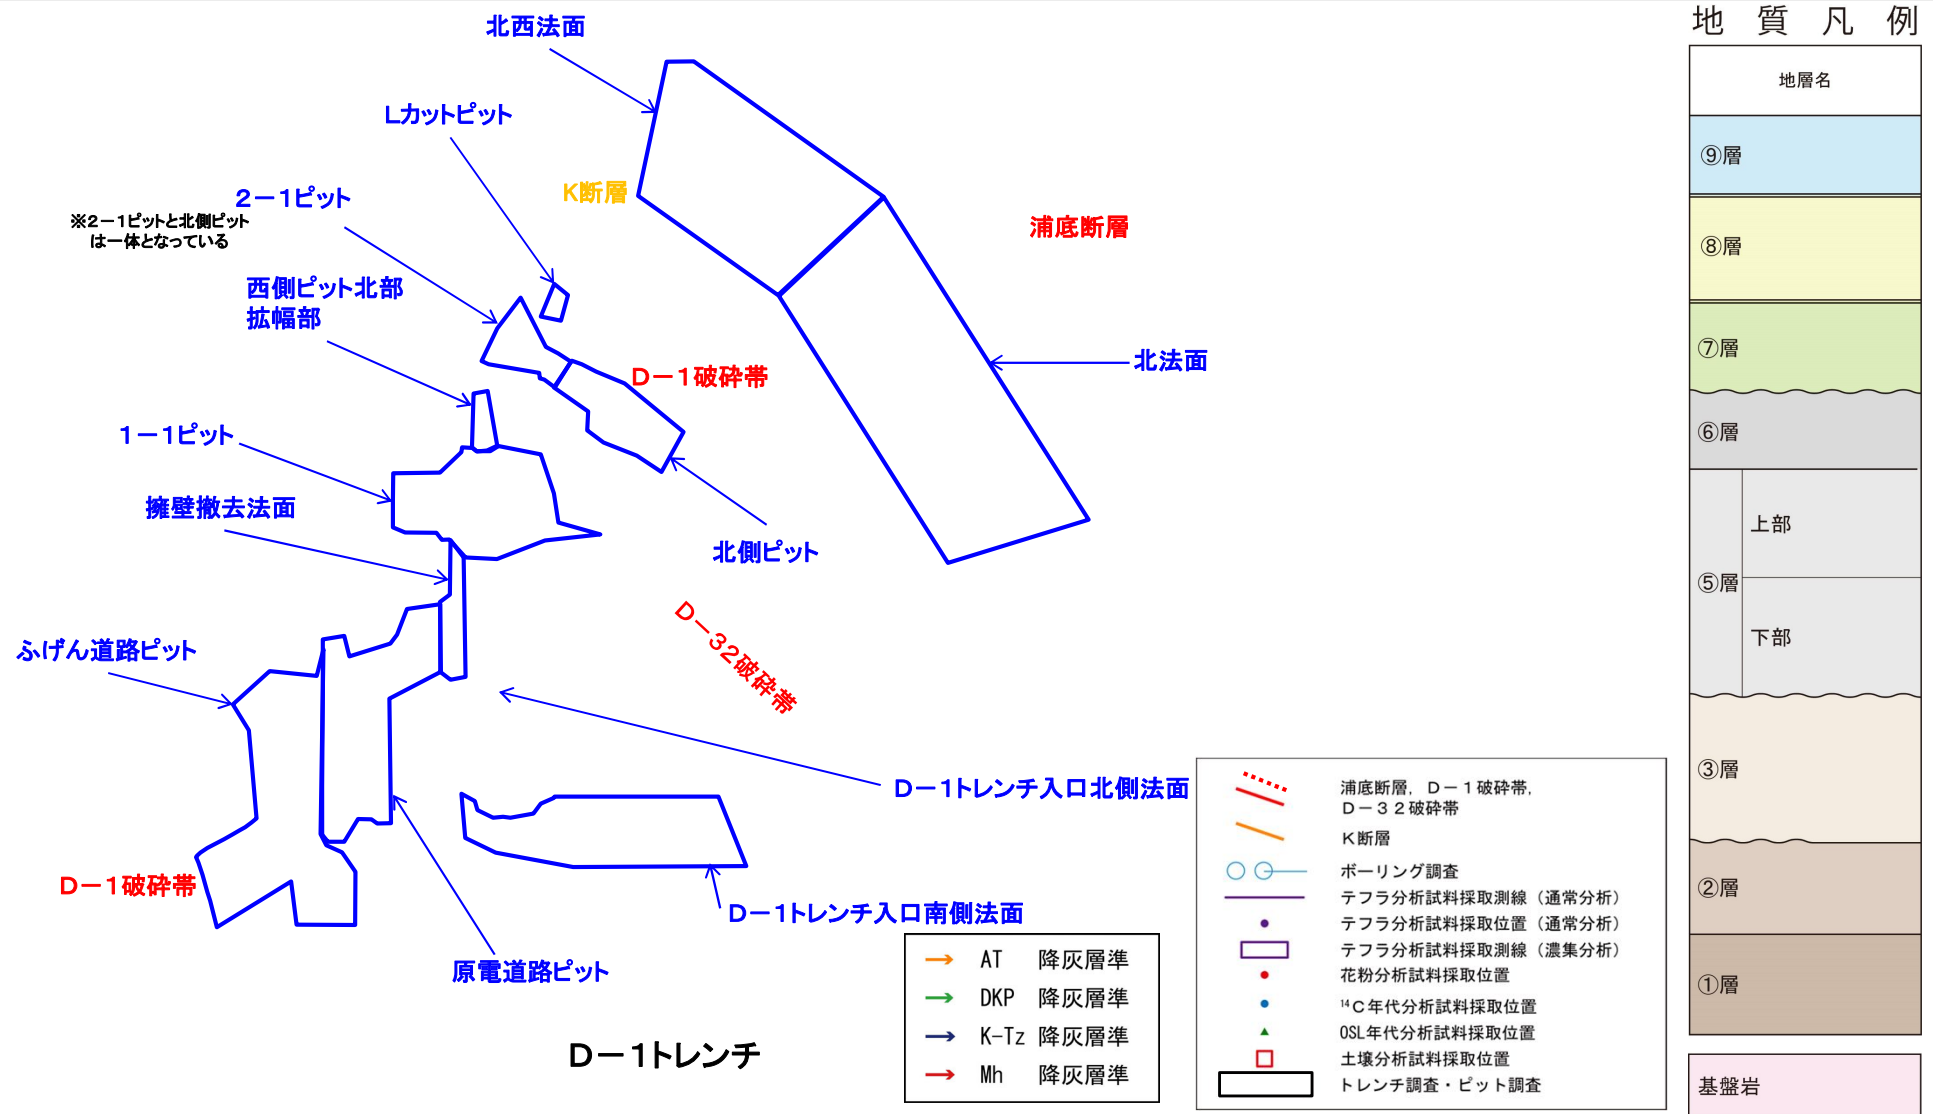 北西法面
Lカットピット
2－1ピット
※2－1ピットと北側ピット
は一体となっている
K断層
浦底断層
西側ピット北部
拡幅部
D－1破砕帯
北法面
1－1ピット
擁壁撤去法面
北側ピット
D－32破砕帯
ふげん道路ピット
D－1トレンチ入口北側法面
D－1破砕帯
D－1トレンチ入口南側法面
原電道路ピット
D－1トレンチ
AT 降灰層準
DKP 降灰層準
K-Tz 降灰層準
Mh 降灰層準
浦底断層，D－1破砕帯，
D－32破砕帯
K断層
ボーリング調査
テフラ分析試料採取測線（通常分析）
テフラ分析試料採取位置（通常分析）
テフラ分析試料採取測線（濃集分析）
花粉分析試料採取位置
¹⁴C年代分析試料採取位置
OSL年代分析試料採取位置
土壌分析試料採取位置
トレンチ調査・ピット調査
地質凡例
地層名
⑨層
⑧層
⑦層
⑥層
上部
⑤層
下部
③層
②層
①層
基盤岩